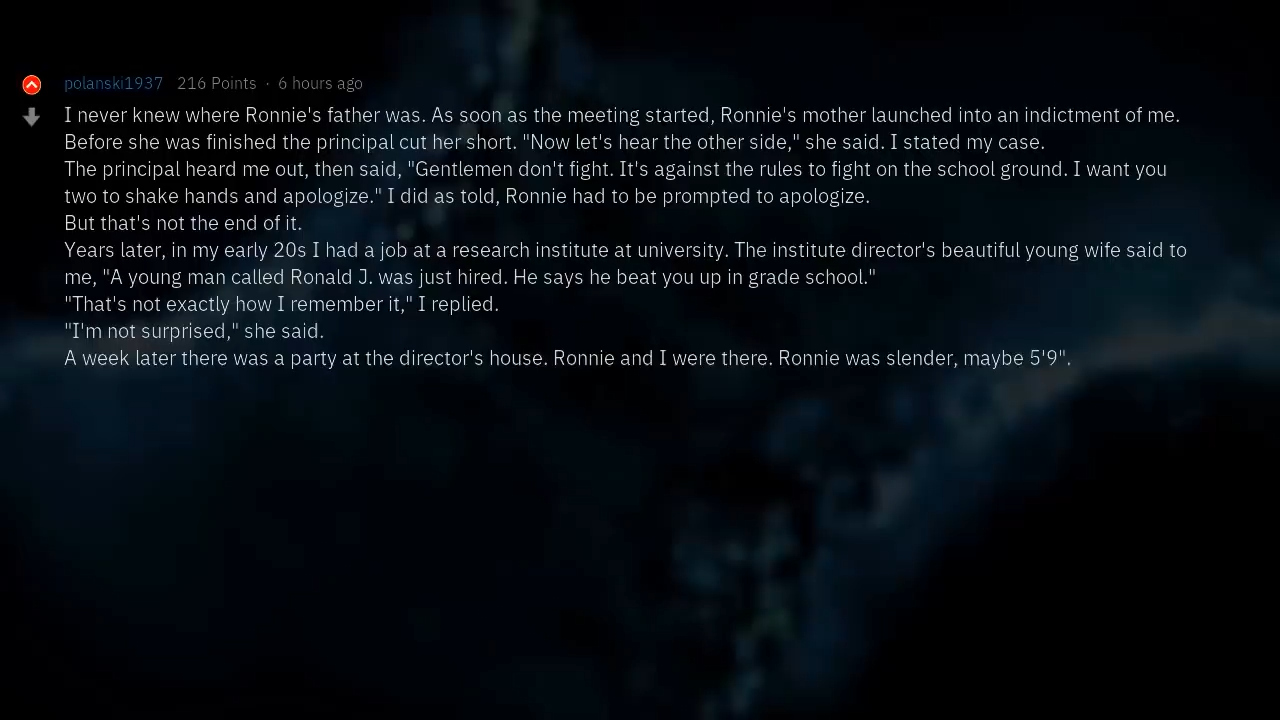 polanski1937 216 Points · 6 hours ago
I never knew where Ronnie's father was. As soon as the meeting started, Ronnie's mother launched into an indictment of me.
Before she was finished the principal cut her short. "Now let's hear the other side," she said. I stated my case.
The principal heard me out, then said, "Gentlemen don't fight. It's against the rules to fight on the school ground. I want you
two to shake hands and apologize." I did as told, Ronnie had to be prompted to apologize.
But that's not the end of it.
Years later, in my early 20s I had a job at a research institute at university. The institute director's beautiful young wife said to
me, "A young man called Ronald J. was just hired. He says he beat you up in grade school."
"That's not exactly how I remember it," I replied.
"I'm not surprised," she said.
A week later there was a party at the director's house. Ronnie and I were there. Ronnie was slender, maybe 5'9".